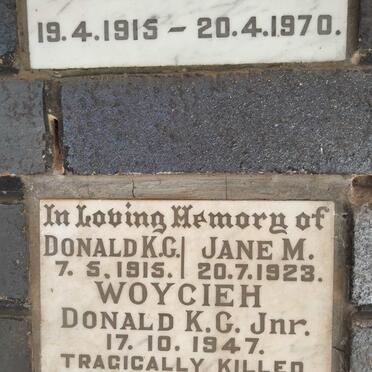 19.4.1915 - 20.4.1970.
In Loving Memory of
DONALD K.G. | JANE M.
7.5.1915. | 20.7.1923.
WOYCIEH
DONALD K.G. Jnr.
17.10.1947.
TRAGICALLY KILLED